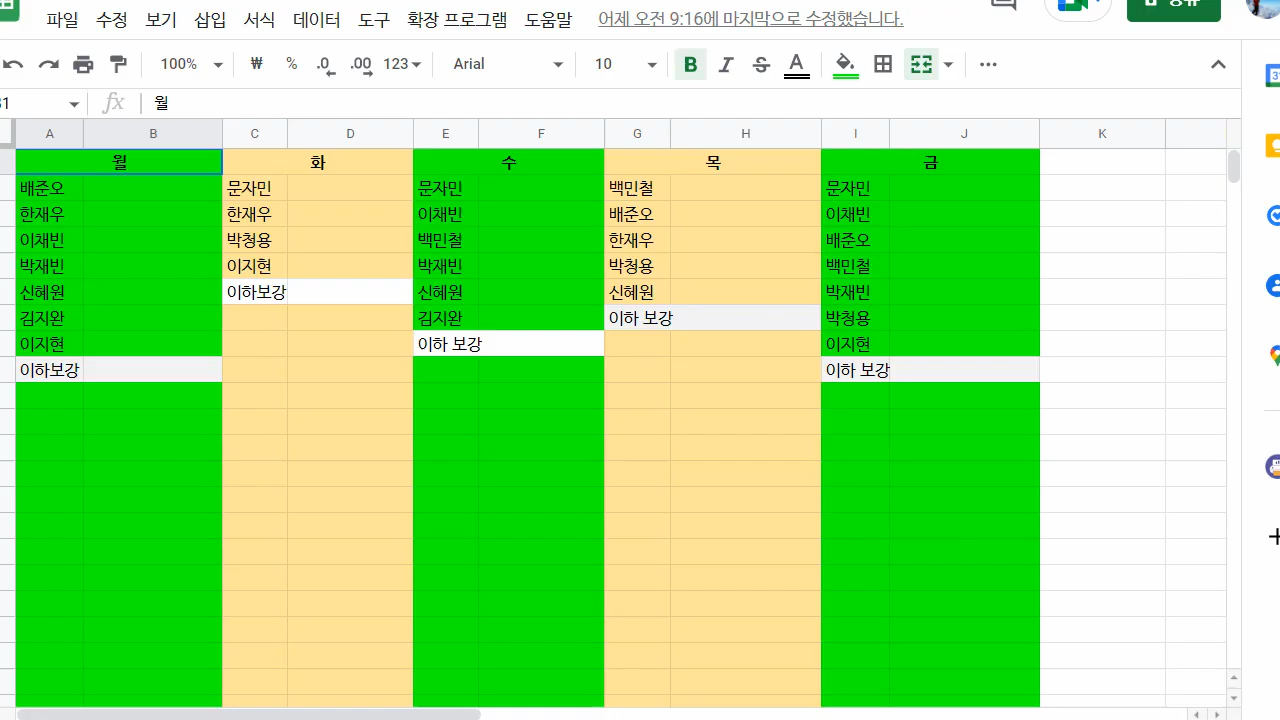 파일 수정 보기 삽입 서식 데이터 도구 확장 프로그램 도움말 어제 오전 9:16에 마지막으로 수정했습니다.
100% ₩ % .0 .00 123 Arial 10 B I S A
31 fx 월
A B C D E F G H I J K
월 화 수 목 금
배준오 문자민 문자민 백민철 문자민
한재우 한재우 이채빈 배준오 이채빈
이채빈 박청용 백민철 한재우 배준오
박재빈 이지현 박재빈 박청용 백민철
신혜원 이하보강 신혜원 신혜원 박재빈
김지완 김지완 이하 보강 박청용
이지현 이하 보강 이지현
이하보강 이하 보강